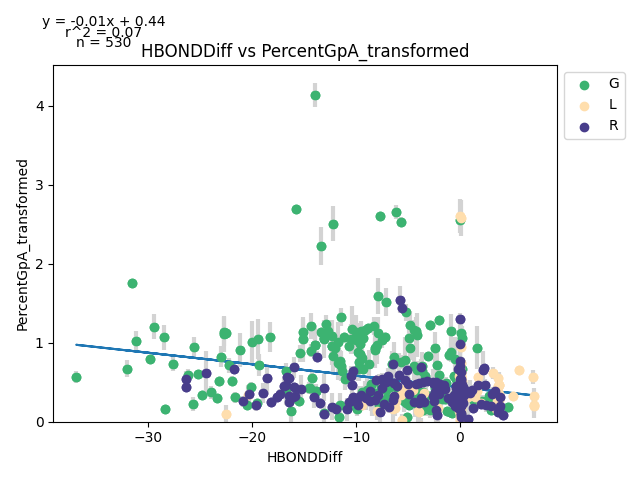 y = -0.01x + 0.44
r^2 = 0.07
n = 530
HBONDDiff vs PercentGpA_transformed
G
L
R
PercentGpA_transformed
4
3
2
1
0
−30
−20
−10
0
HBONDDiff